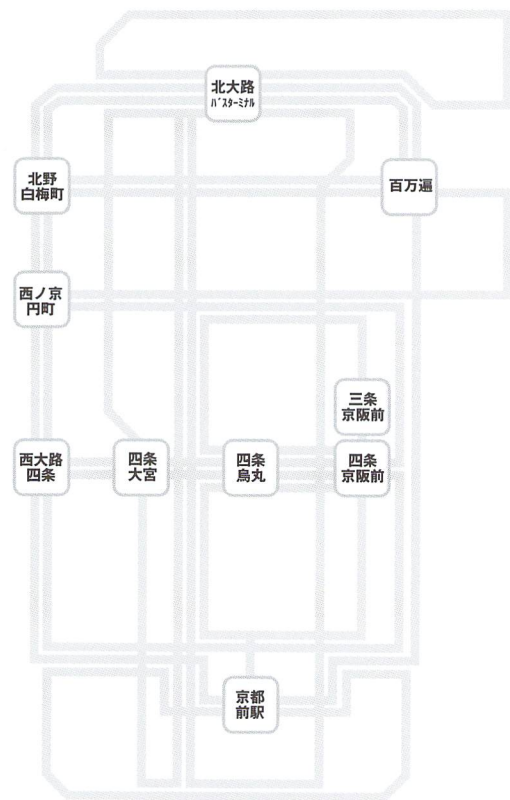 北大路
バスターミナル
北野
白梅町
百万遍
西ノ京
円町
三条
京阪前
西大路
四条
四条
大宮
四条
烏丸
四条
京阪前
京都
前駅